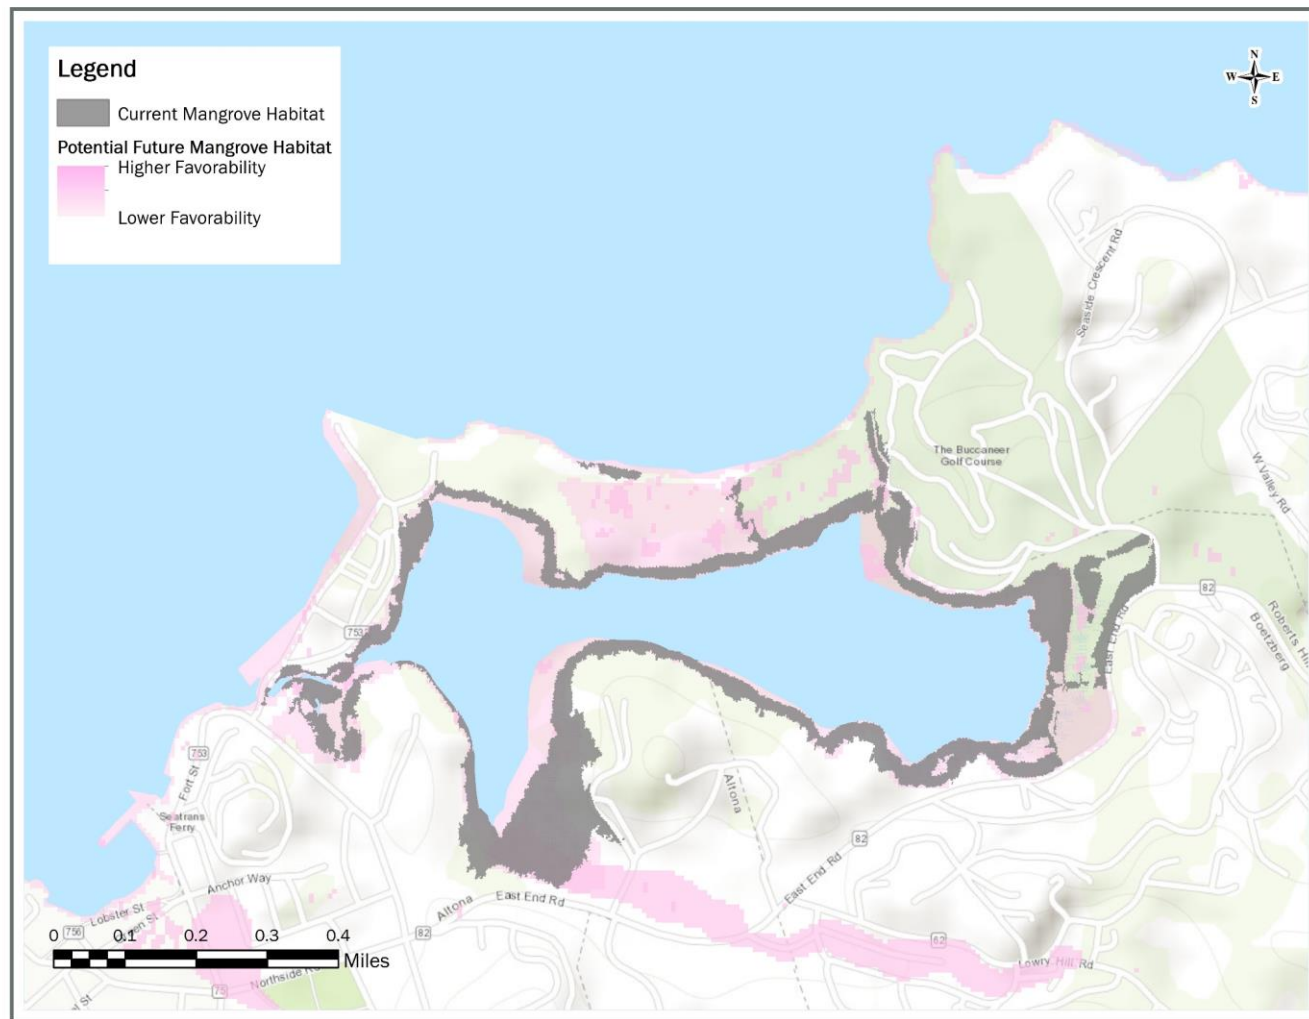 Legend
Current Mangrove Habitat
Potential Future Mangrove Habitat
Higher Favorability
Lower Favorability
N
W E
S
Seaside Crescent Rd
The Buccaneer
Golf Course
W Valley Rd
82
Roberts Hill
Boetzberg
East End Rd
753
753
Fort St
Seatrans
Ferry
Altona
82
East End Rd
Anchor Way
Altona
East End Rd
Lobster St
756
82
62
Lowry Hill Rd
Northside
75
0 0.1 0.2 0.3 0.4
Miles